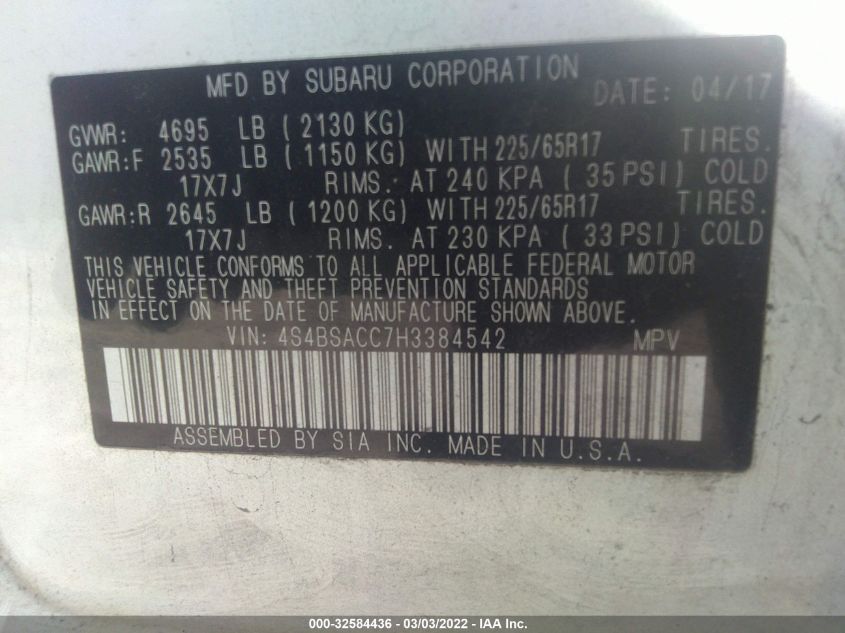 MFD BY SUBARU CORPORATION DATE: 04/17
GVWR: 4695 LB ( 2130 KG)
GAWR:F 2535 LB ( 1150 KG) WITH 225/65R17 TIRES.
17X7J RIMS. AT 240 KPA ( 35 PSI) COLD
GAWR:R 2645 LB ( 1200 KG) WITH 225/65R17 TIRES.
17X7J RIMS. AT 230 KPA ( 33 PSI) COLD
THIS VEHICLE CONFORMS TO ALL APPLICABLE FEDERAL MOTOR
VEHICLE SAFETY AND THEFT PREVENTION STANDARDS
IN EFFECT ON THE DATE OF MANUFACTURE SHOWN ABOVE.
VIN: 4S4BSACC7H3384542 MPV
ASSEMBLED BY SIA INC. MADE IN U.S.A.
000-32584436 - 03/03/2022 - IAA Inc.